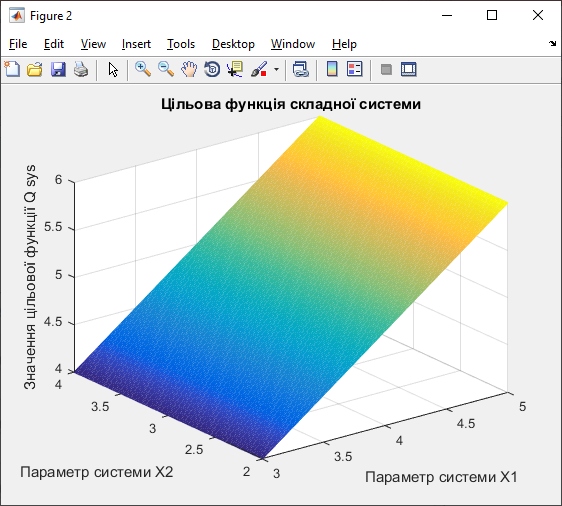 Figure 2
File Edit View Insert Tools Desktop Window Help
Цільова функція складної системи
Значення цільової функції Q sys
6
5.5
5
4.5
4
4
3.5
3
2.5
2
3
3.5
4
4.5
5
Параметр системи X2
Параметр системи X1